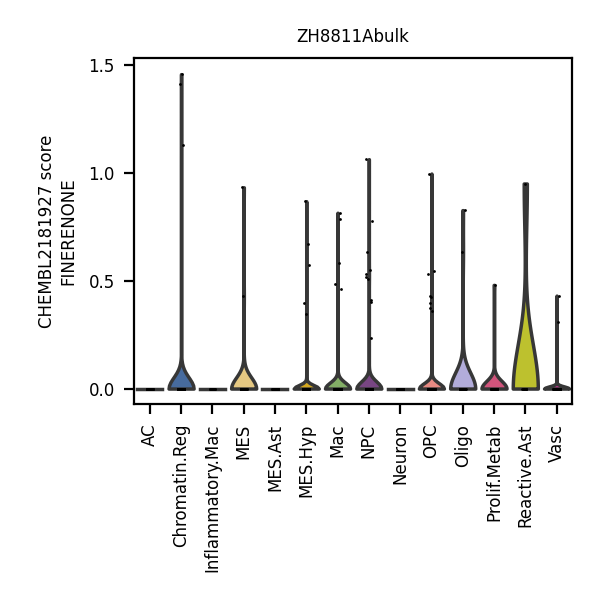 ZH8811Abulk
CHEMBL2181927 score
FINERENONE
1.5
1.0
0.5
0.0
AC
Chromatin.Reg
Inflammatory.Mac
MES
MES.Ast
MES.Hyp
Mac
NPC
Neuron
OPC
Oligo
Prolif.Metab
Reactive.Ast
Vasc